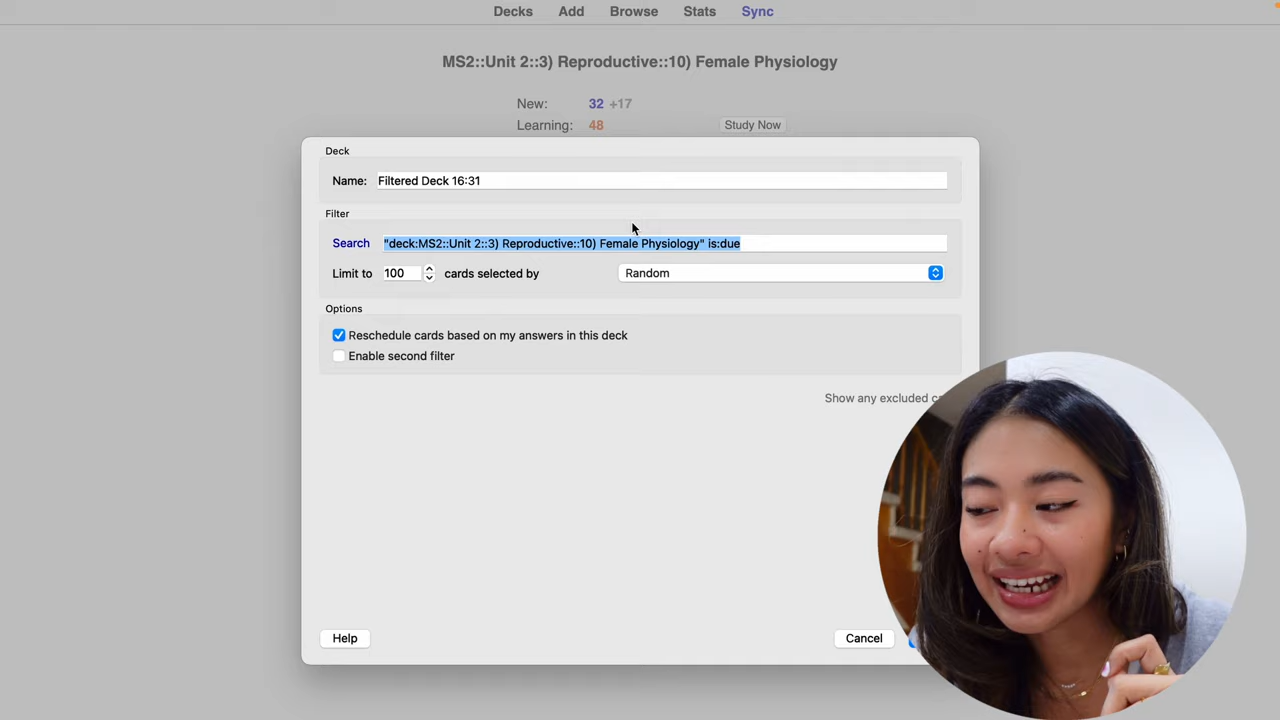 Decks Add Browse Stats Sync
MS2::Unit 2::3) Reproductive::10) Female Physiology
New: 32 +17
Learning: 48 Study Now
Deck
Name: Filtered Deck 16:31
Filter
Search "deck:MS2::Unit 2::3) Reproductive::10) Female Physiology" is:due
Limit to 100 cards selected by Random
Options
Reschedule cards based on my answers in this deck
Enable second filter
Show any excluded
Help Cancel